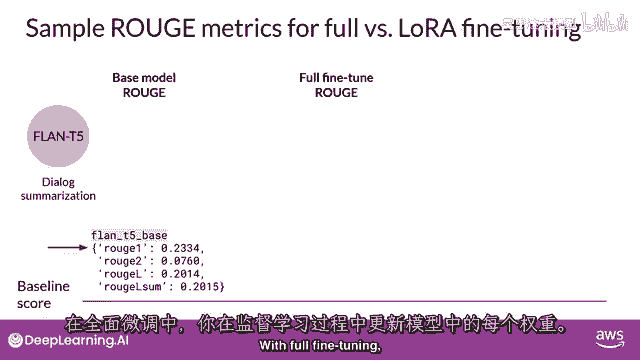 Sample ROUGE metrics for full vs. LoRA fine-tuning
Base model
ROUGE
Full fine-tune
ROUGE
FLAN-T5
Dialog
summarization
flan_t5_base
{'rouge1': 0.2334,
'rouge2': 0.0760,
'rougeL': 0.2014,
'rougeLsum': 0.2015}
Baseline
score
在全面微调中，你在监督学习过程中更新模型中的每个权重。
With full fine-tuning,
DeepLearning.AI
aws